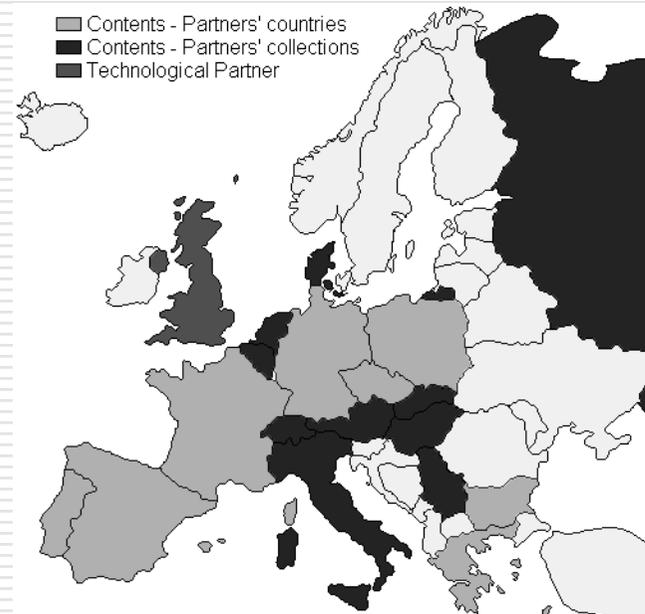 Contents - Partners' countries
Contents - Partners' collections
Technological Partner